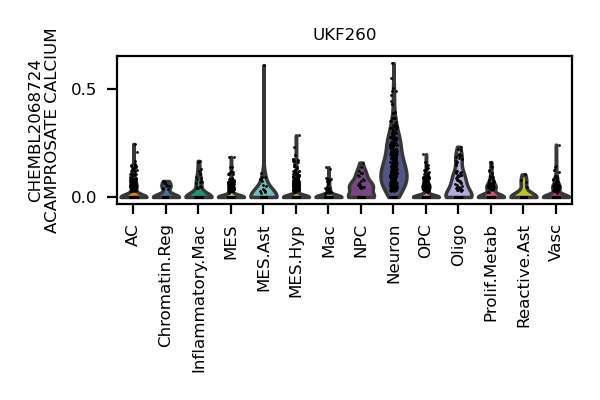 UKF260
CHEMBL2068724
ACAMPROSATE CALCIUM
0.5
0.0
AC
Chromatin.Reg
Inflammatory.Mac
MES
MES.Ast
MES.Hyp
Mac
NPC
Neuron
OPC
Oligo
Prolif.Metab
Reactive.Ast
Vasc